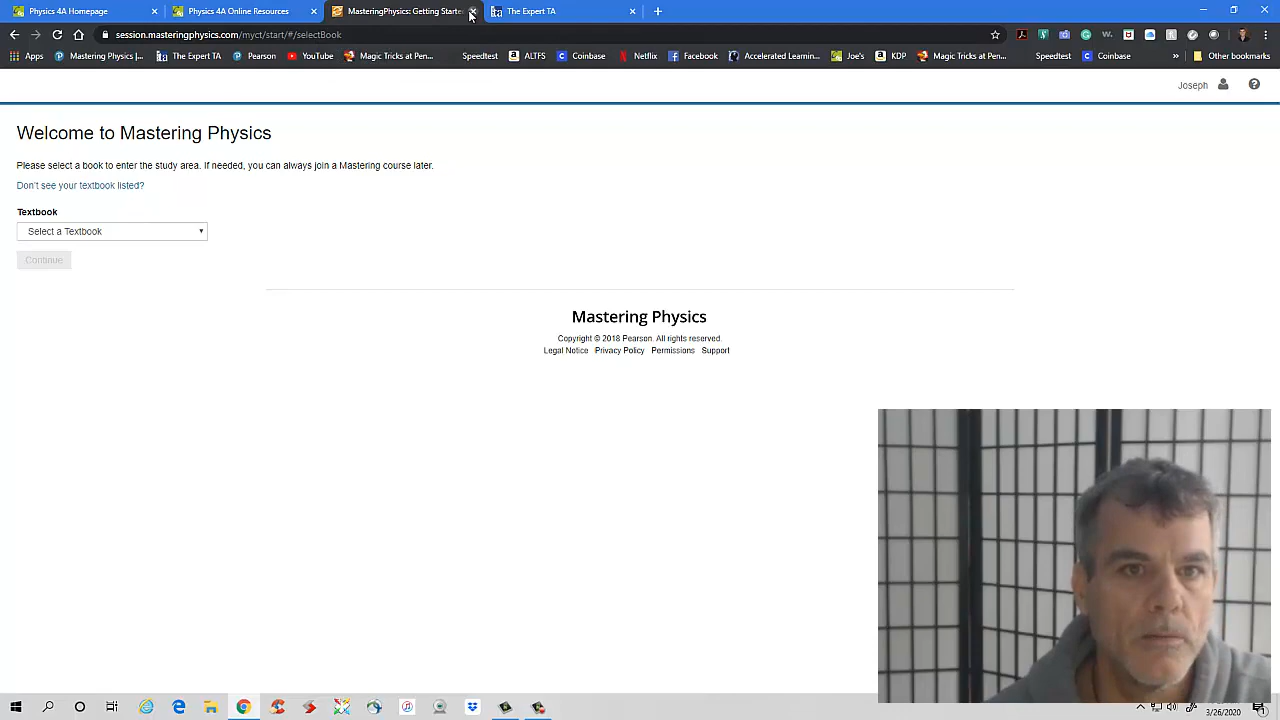 Physics 4A Homepage
Physics 4A Online Resources
MasteringPhysics: Getting Starte
The Expert TA
session.masteringphysics.com/myct/start/#/selectBook
Apps Mastering Physics |... The Expert TA Pearson YouTube Magic Tricks at Pen... Speedtest ALTFS Coinbase Netflix Facebook Accelerated Learnin... Joe's KDP Magic Tricks at Pen... Speedtest Coinbase » Other bookmarks
Joseph
Welcome to Mastering Physics
Please select a book to enter the study area. If needed, you can always join a Mastering course later.
Don't see your textbook listed?
Textbook
Select a Textbook
Continue
Mastering Physics
Copyright © 2018 Pearson. All rights reserved.
Legal Notice Privacy Policy Permissions Support
3/26/2020